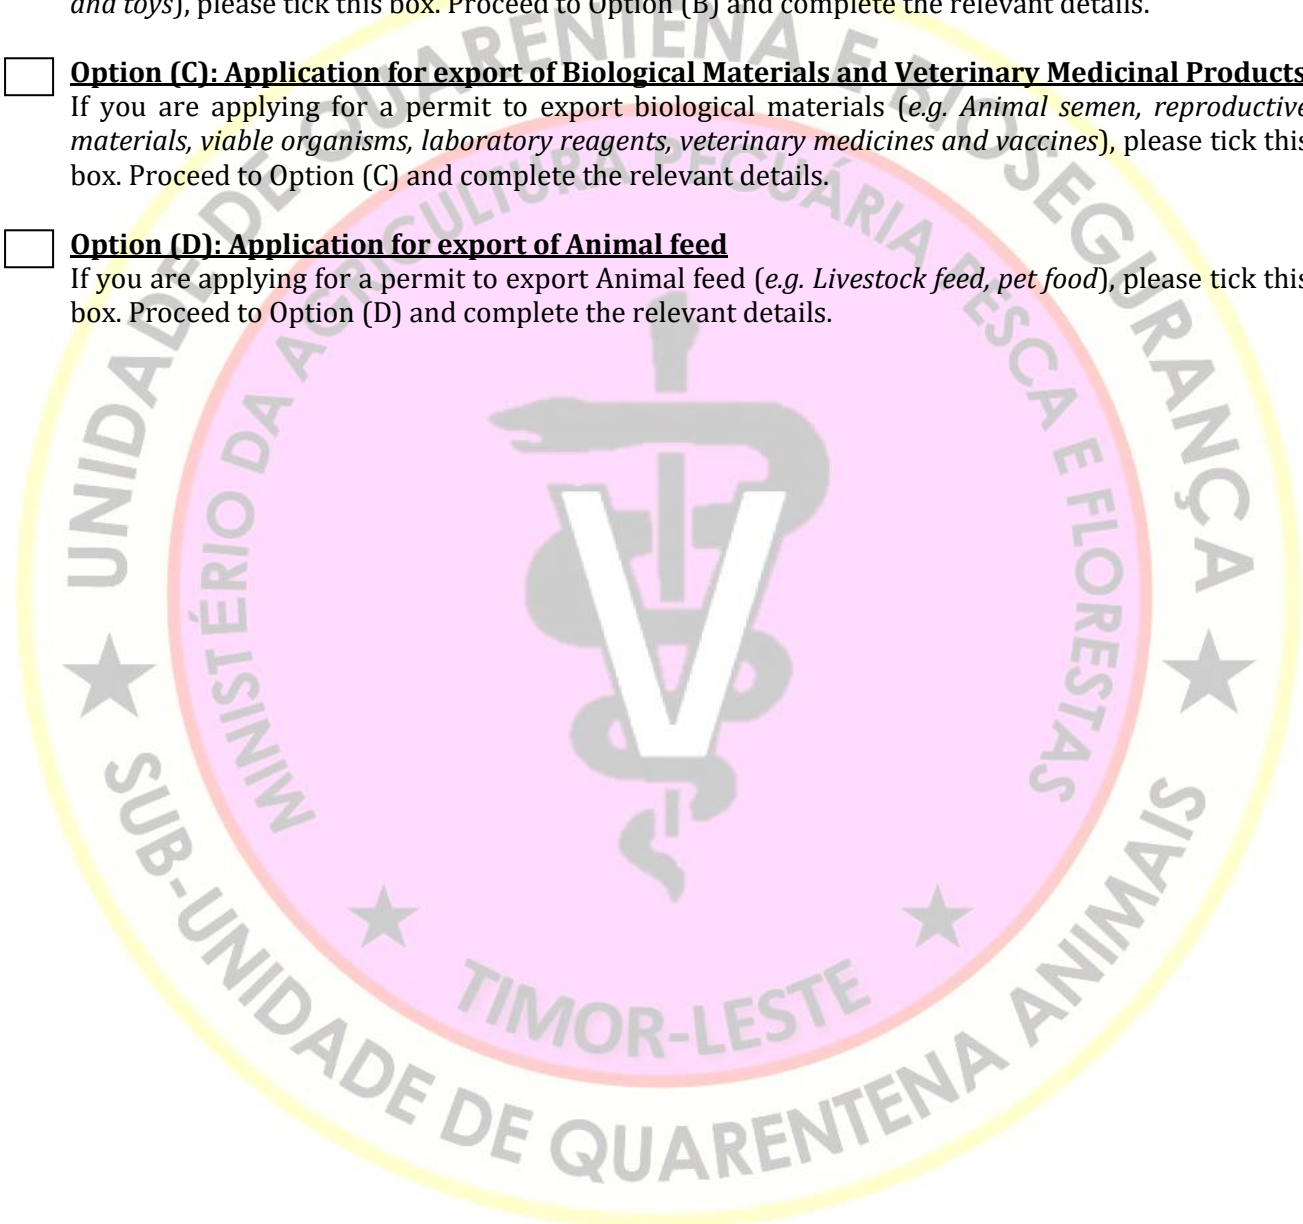 and toys), please tick this box. Proceed to Option (B) and complete the relevant details.
Option (C): Application for export of Biological Materials and Veterinary Medicinal Products
If you are applying for a permit to export biological materials (e.g. Animal semen, reproductive
materials, viable organisms, laboratory reagents, veterinary medicines and vaccines), please tick this
box. Proceed to Option (C) and complete the relevant details.
Option (D): Application for export of Animal feed
If you are applying for a permit to export Animal feed (e.g. Livestock feed, pet food), please tick this
box. Proceed to Option (D) and complete the relevant details.
UNIDADE DE QUARENTENA E BIOSEGURANÇA
MINISTÉRIO DA AGRICULTURA PECUÁRIA PESCA E FLORESTAS
V
TIMOR-LESTE
SUB-UNIDADE DE QUARENTENA ANIMAIS